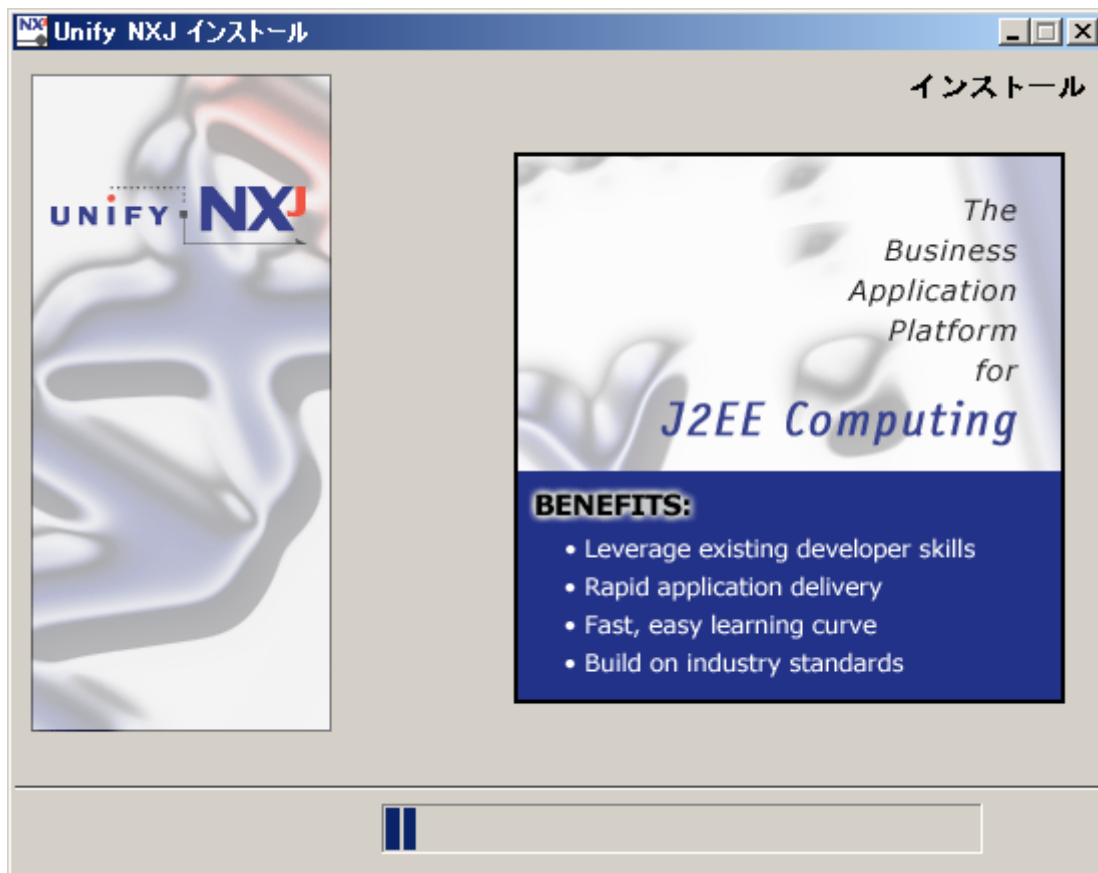 Unify NXJ インストール
インストール
UNiFY NXJ
The
Business
Application
Platform
for
J2EE Computing
BENEFITS:
• Leverage existing developer skills
• Rapid application delivery
• Fast, easy learning curve
• Build on industry standards